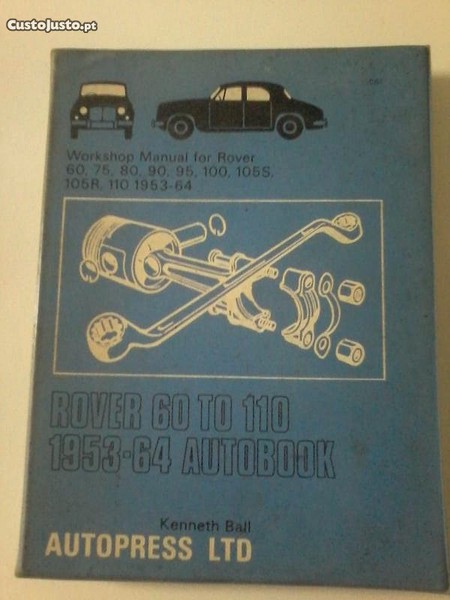 CustoJusto.pt
Workshop Manual for Rover
60, 75, 80, 90, 95, 100, 105S,
105R, 110 1953-64
ROVER 60 TO 110
1953-64 AUTOBOOK
Kenneth Ball
AUTOPRESS LTD